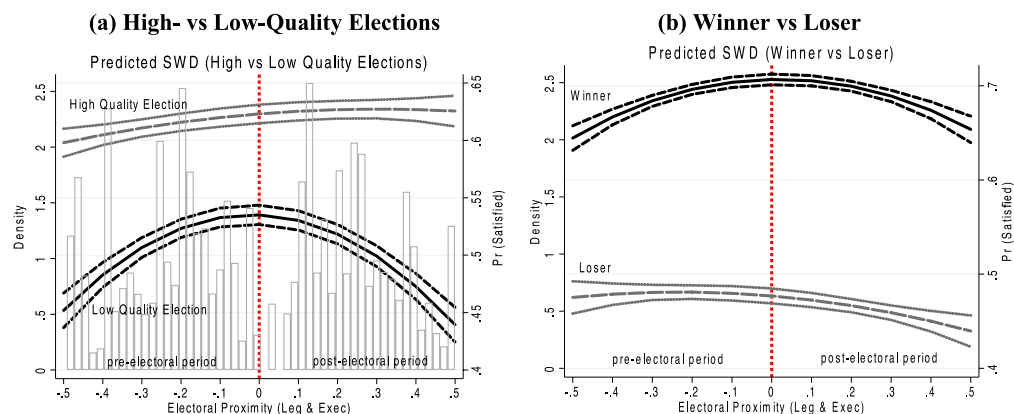 (a) High- vs Low-Quality Elections
Predicted SWD (High vs Low Quality Elections)
Density
2.5
2
1.5
1
.5
0
High Quality Election
Low Quality Election
pre-electoral period
post-electoral period
.65
.6
.55
.5
.45
.4
Pr (Satisfied)
-.5 -.4 -.3 -.2 -.1 0 .1 .2 .3 .4 .5
Electoral Proximity (Leg & Exec)
(b) Winner vs Loser
Predicted SWD (Winner vs Loser)
Density
2.5
2
1.5
1
.5
0
Winner
Loser
pre-electoral period
post-electoral period
.7
.6
.5
.4
Pr (Satisfied)
-.5 -.4 -.3 -.2 -.1 0 .1 .2 .3 .4 .5
Electoral Proximity (Leg & Exec)